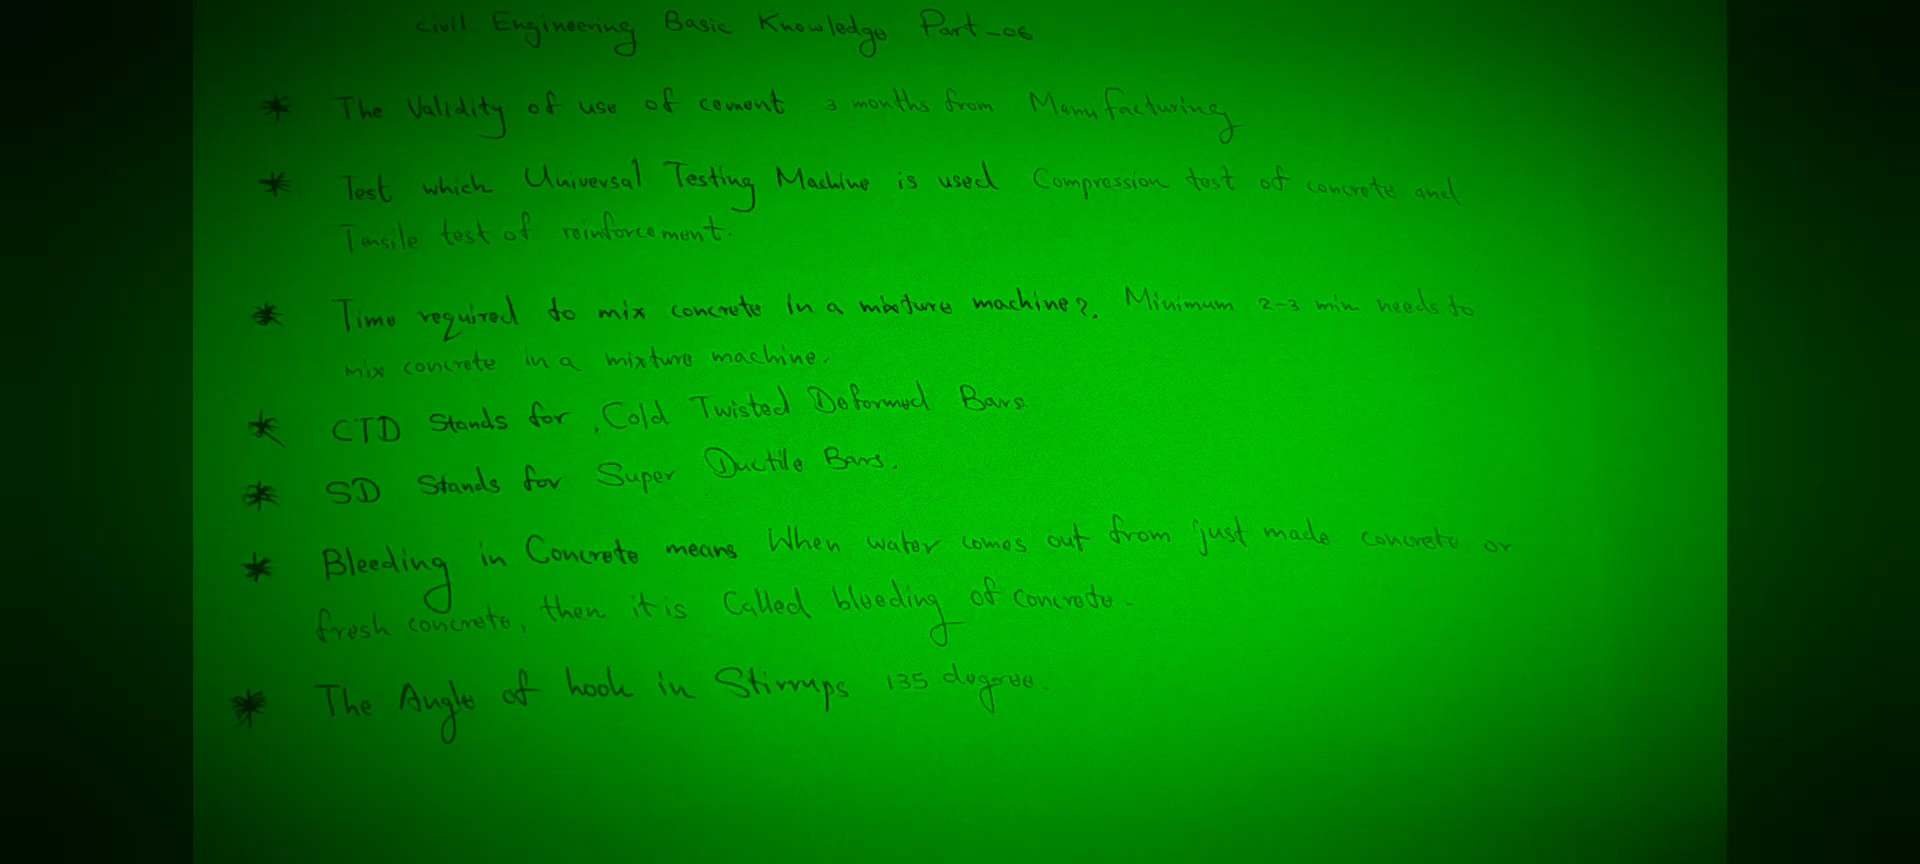 Civil Engineering Basic Knowledge Part-06
* The Validity of use of cement 3 months from Manufacturing
* Test which Universal Testing Machine is used Compression test of concrete and
Tensile test of reinforcement.
* Time required to mix concrete in a mixture machine?. Minimum 2-3 min needs to
mix concrete in a mixture machine.
* CTD Stands for, Cold Twisted Deformed Bars.
* SD Stands for Super Ductile Bars.
* Bleeding in Concrete means When water comes out from just made concrete or
fresh concrete, then it is Called bleeding of concrete.
* The Angle of hook in Stirrups 135 degree.